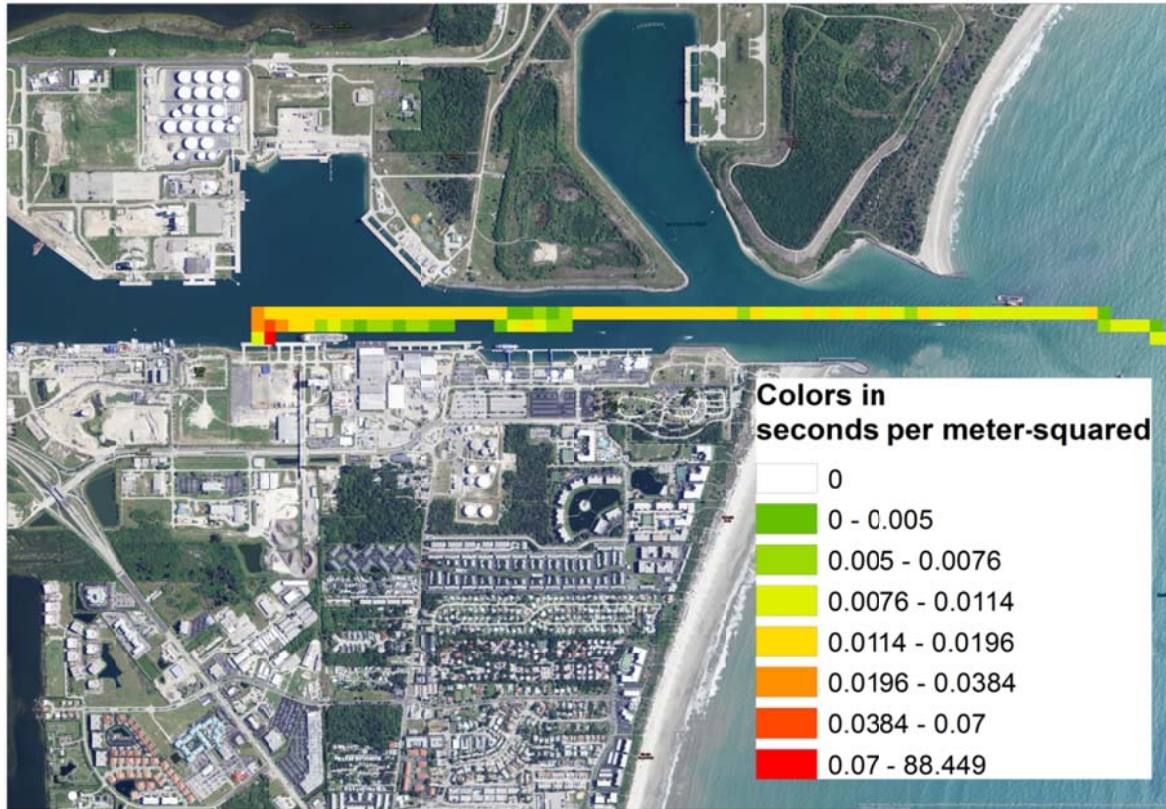 Colors in
seconds per meter-squared
0
0 - 0.005
0.005 - 0.0076
0.0076 - 0.0114
0.0114 - 0.0196
0.0196 - 0.0384
0.0384 - 0.07
0.07 - 88.449